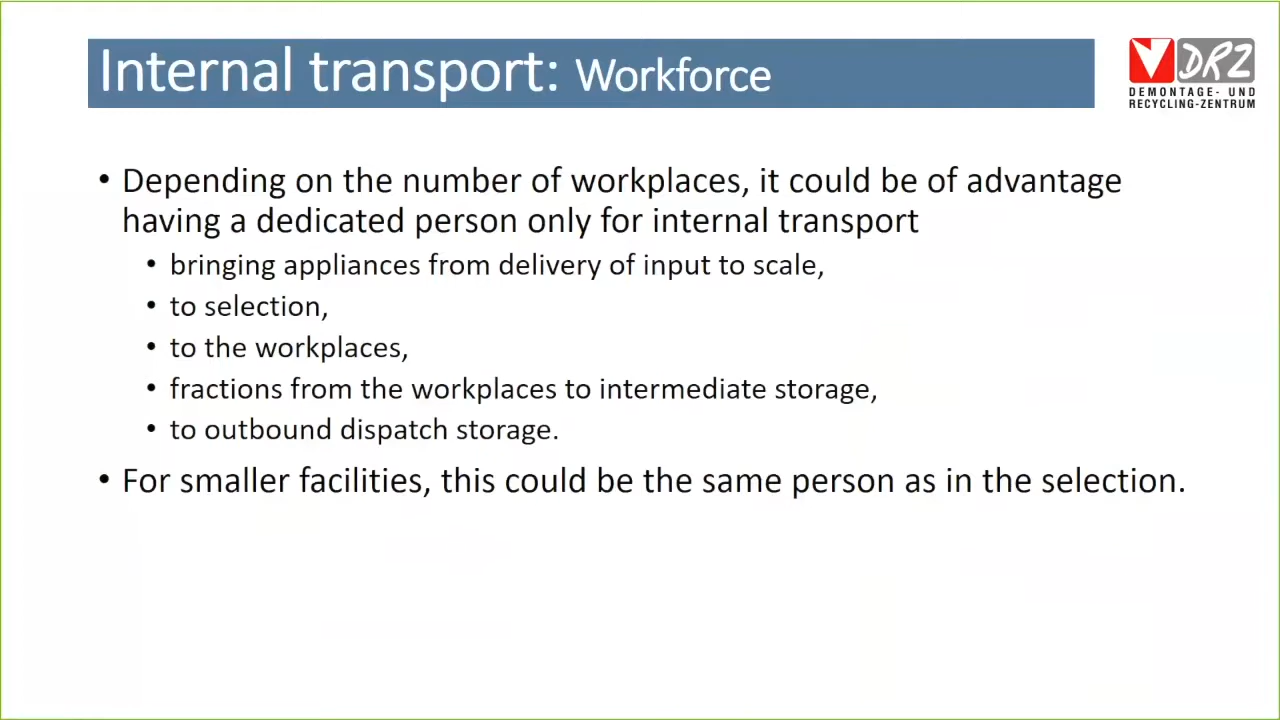 Internal transport: Workforce
DRZ
DEMONTAGE- UND
RECYCLING-ZENTRUM
• Depending on the number of workplaces, it could be of advantage
having a dedicated person only for internal transport
• bringing appliances from delivery of input to scale,
• to selection,
• to the workplaces,
• fractions from the workplaces to intermediate storage,
• to outbound dispatch storage.
• For smaller facilities, this could be the same person as in the selection.